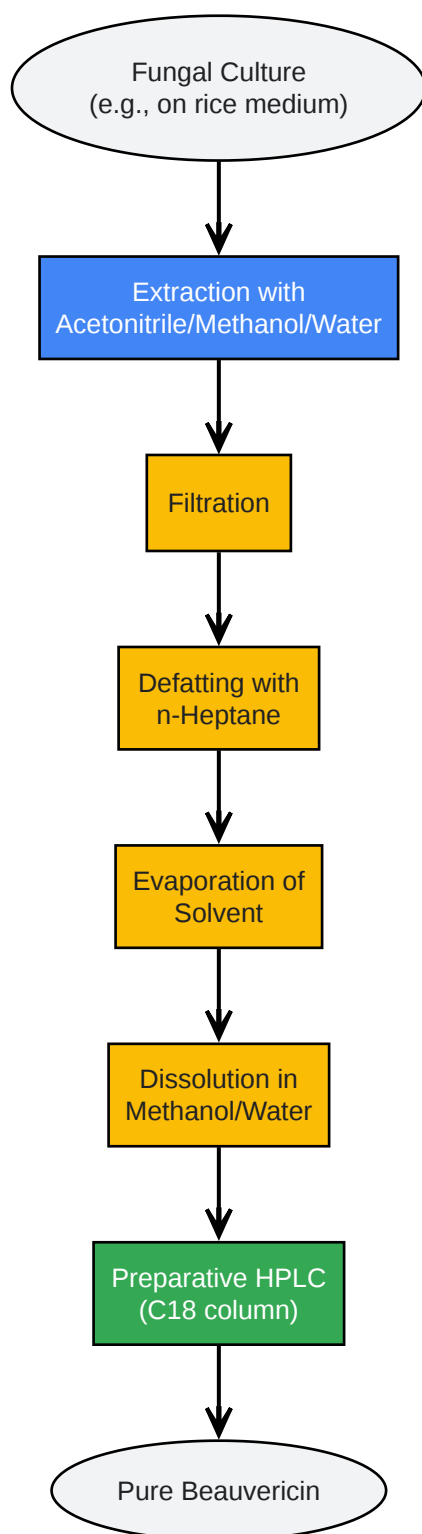 Fungal Culture
(e.g., on rice medium)
Extraction with
Acetonitrile/Methanol/Water
Filtration
Defatting with
n-Heptane
Evaporation of
Solvent
Dissolution in
Methanol/Water
Preparative HPLC
(C18 column)
Pure Beauvericin